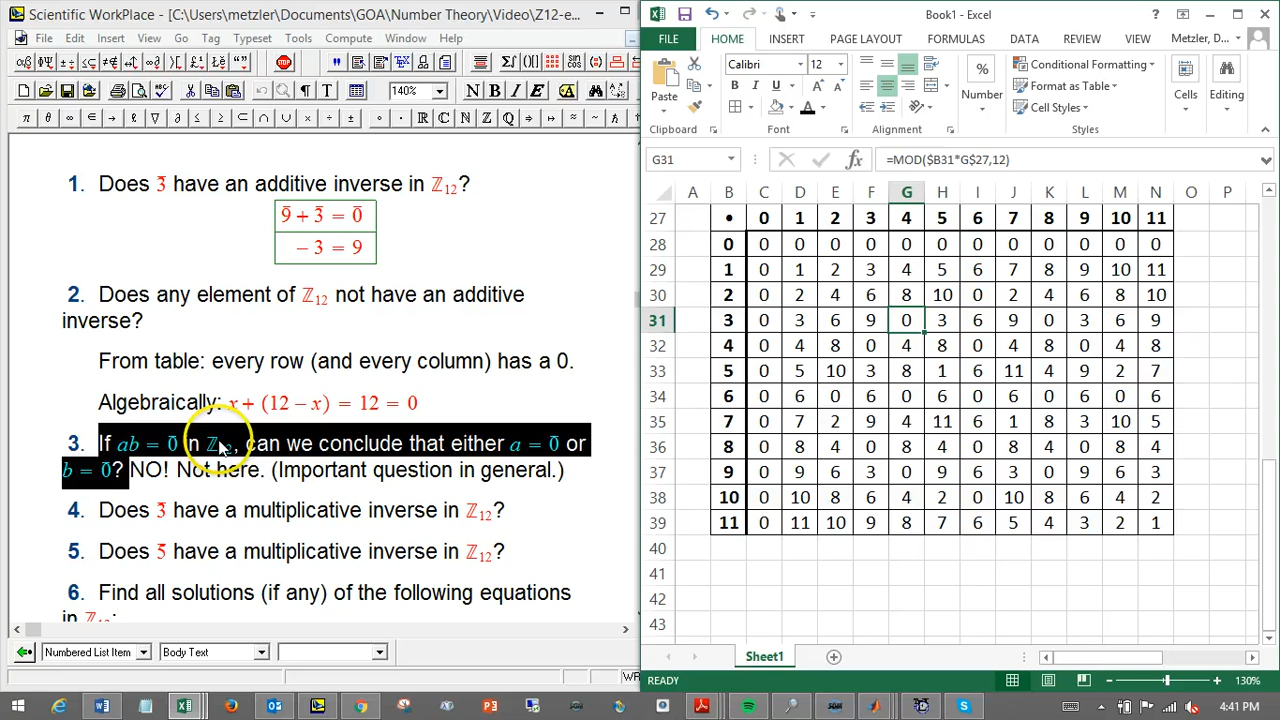 Scientific WorkPlace - [C:\Users\metzler\Documents\GOA\Number Theory\Video\Z12-e...
File Edit Insert View Go Tag Typeset Tools Compute Window Help
140%
1. Does 3̄ have an additive inverse in ℤ₁₂?
9̄ + 3̄ = 0̄
− 3 = 9
2. Does any element of ℤ₁₂ not have an additive
inverse?
From table: every row (and every column) has a 0.
Algebraically: x + (12 − x) = 12 = 0
3. If ab = 0̄ in ℤ₁₂, can we conclude that either a = 0̄ or
b = 0̄? NO! Not here. (Important question in general.)
4. Does 3̄ have a multiplicative inverse in ℤ₁₂?
5. Does 5̄ have a multiplicative inverse in ℤ₁₂?
6. Find all solutions (if any) of the following equations
in ℤ₁₂:
Numbered List Item Body Text
Book1 - Excel
FILE HOME INSERT PAGE LAYOUT FORMULAS DATA REVIEW VIEW Metzler, D...
Calibri 12
Paste
Conditional Formatting
Format as Table
Cell Styles
Number Cells Editing
Clipboard Font Alignment Styles
G31 =MOD($B31*G$27,12)
A B C D E F G H I J K L M N O P
27 • 0 1 2 3 4 5 6 7 8 9 10 11
28 0 0 0 0 0 0 0 0 0 0 0 0 0
29 1 0 1 2 3 4 5 6 7 8 9 10 11
30 2 0 2 4 6 8 10 0 2 4 6 8 10
31 3 0 3 6 9 0 3 6 9 0 3 6 9
32 4 0 4 8 0 4 8 0 4 8 0 4 8
33 5 0 5 10 3 8 1 6 11 4 9 2 7
34 6 0 6 0 6 0 6 0 6 0 6 0 6
35 7 0 7 2 9 4 11 6 1 8 3 10 5
36 8 0 8 4 0 8 4 0 8 4 0 8 4
37 9 0 9 6 3 0 9 6 3 0 9 6 3
38 10 0 10 8 6 4 2 0 10 8 6 4 2
39 11 0 11 10 9 8 7 6 5 4 3 2 1
40
41
42
43
Sheet1
READY 130%
4:41 PM